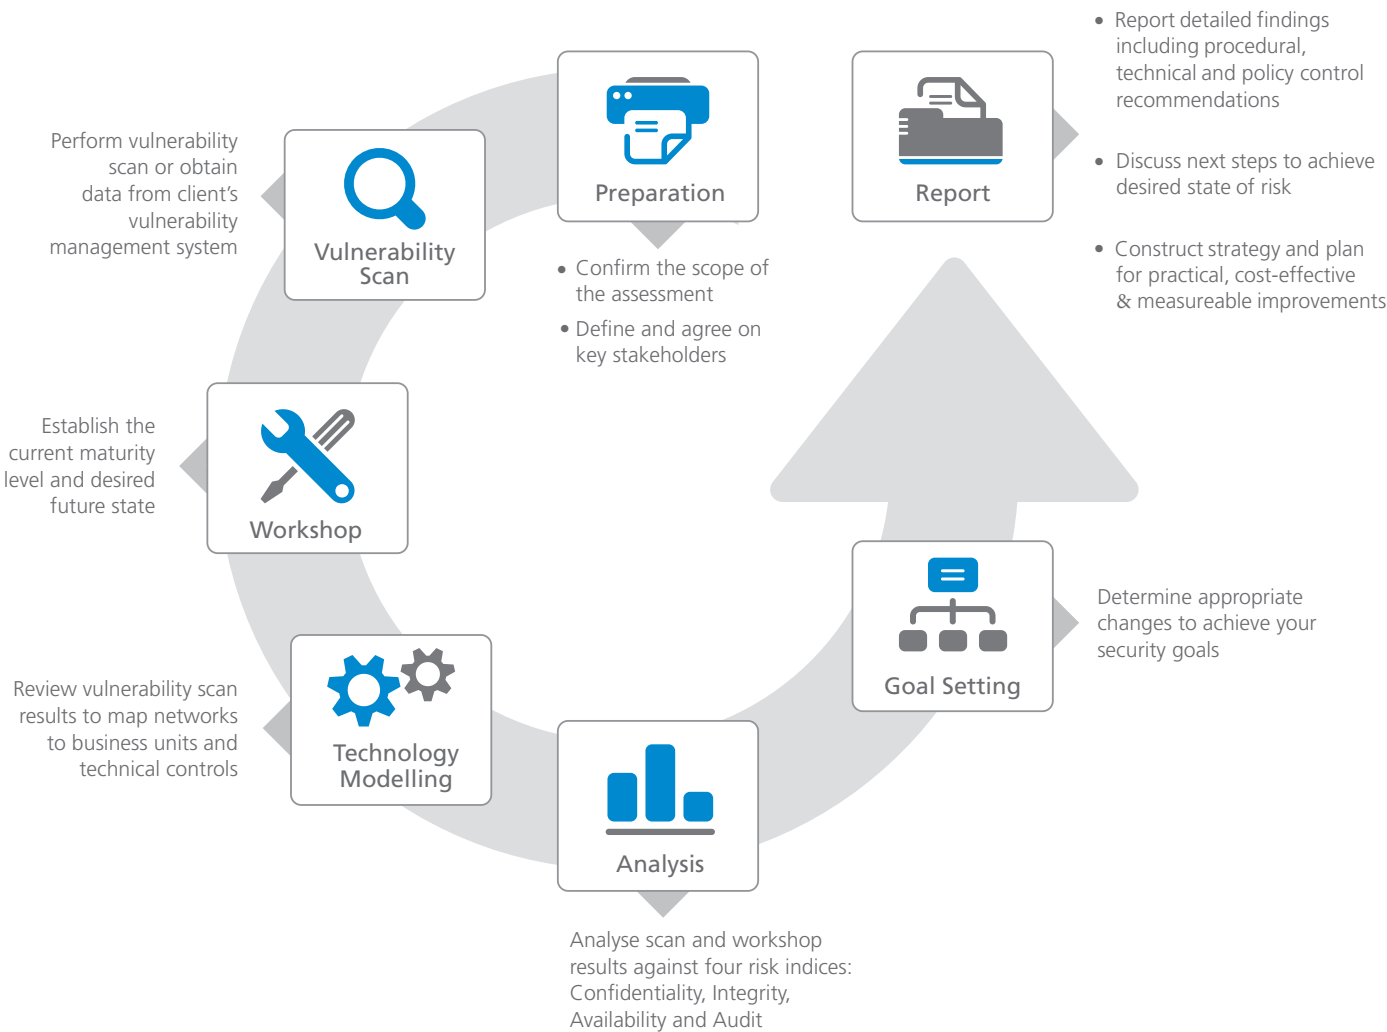 Preparation
• Confirm the scope of
the assessment
• Define and agree on
key stakeholders
Perform vulnerability
scan or obtain
data from client’s
vulnerability
management system
Vulnerability
Scan
Establish the
current maturity
level and desired
future state
Workshop
Review vulnerability scan
results to map networks
to business units and
technical controls
Technology
Modelling
Analysis
Analyse scan and workshop
results against four risk indices:
Confidentiality, Integrity,
Availability and Audit
Goal Setting
Determine appropriate
changes to achieve your
security goals
Report
• Report detailed findings
including procedural,
technical and policy control
recommendations
• Discuss next steps to achieve
desired state of risk
• Construct strategy and plan
for practical, cost-effective
& measureable improvements